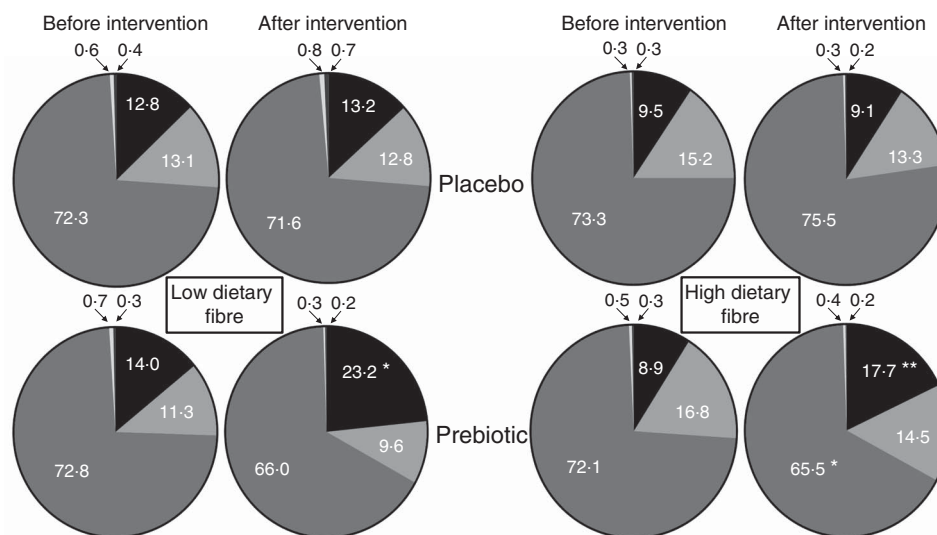 Before intervention After intervention Before intervention After intervention
0·6 0·4 0·8 0·7 0·3 0·3 0·3 0·2
12·8 13·2 9·5 9·1
13·1 12·8 15·2 13·3
Placebo
72·3 71·6 73·3 75·5
Low dietary fibre
High dietary fibre
0·7 0·3 0·3 0·2 0·5 0·3 0·4 0·2
14·0 23·2 * 8·9 17·7 **
11·3 9·6 16·8 14·5
Prebiotic
72·8 66·0 72·1 65·5 *